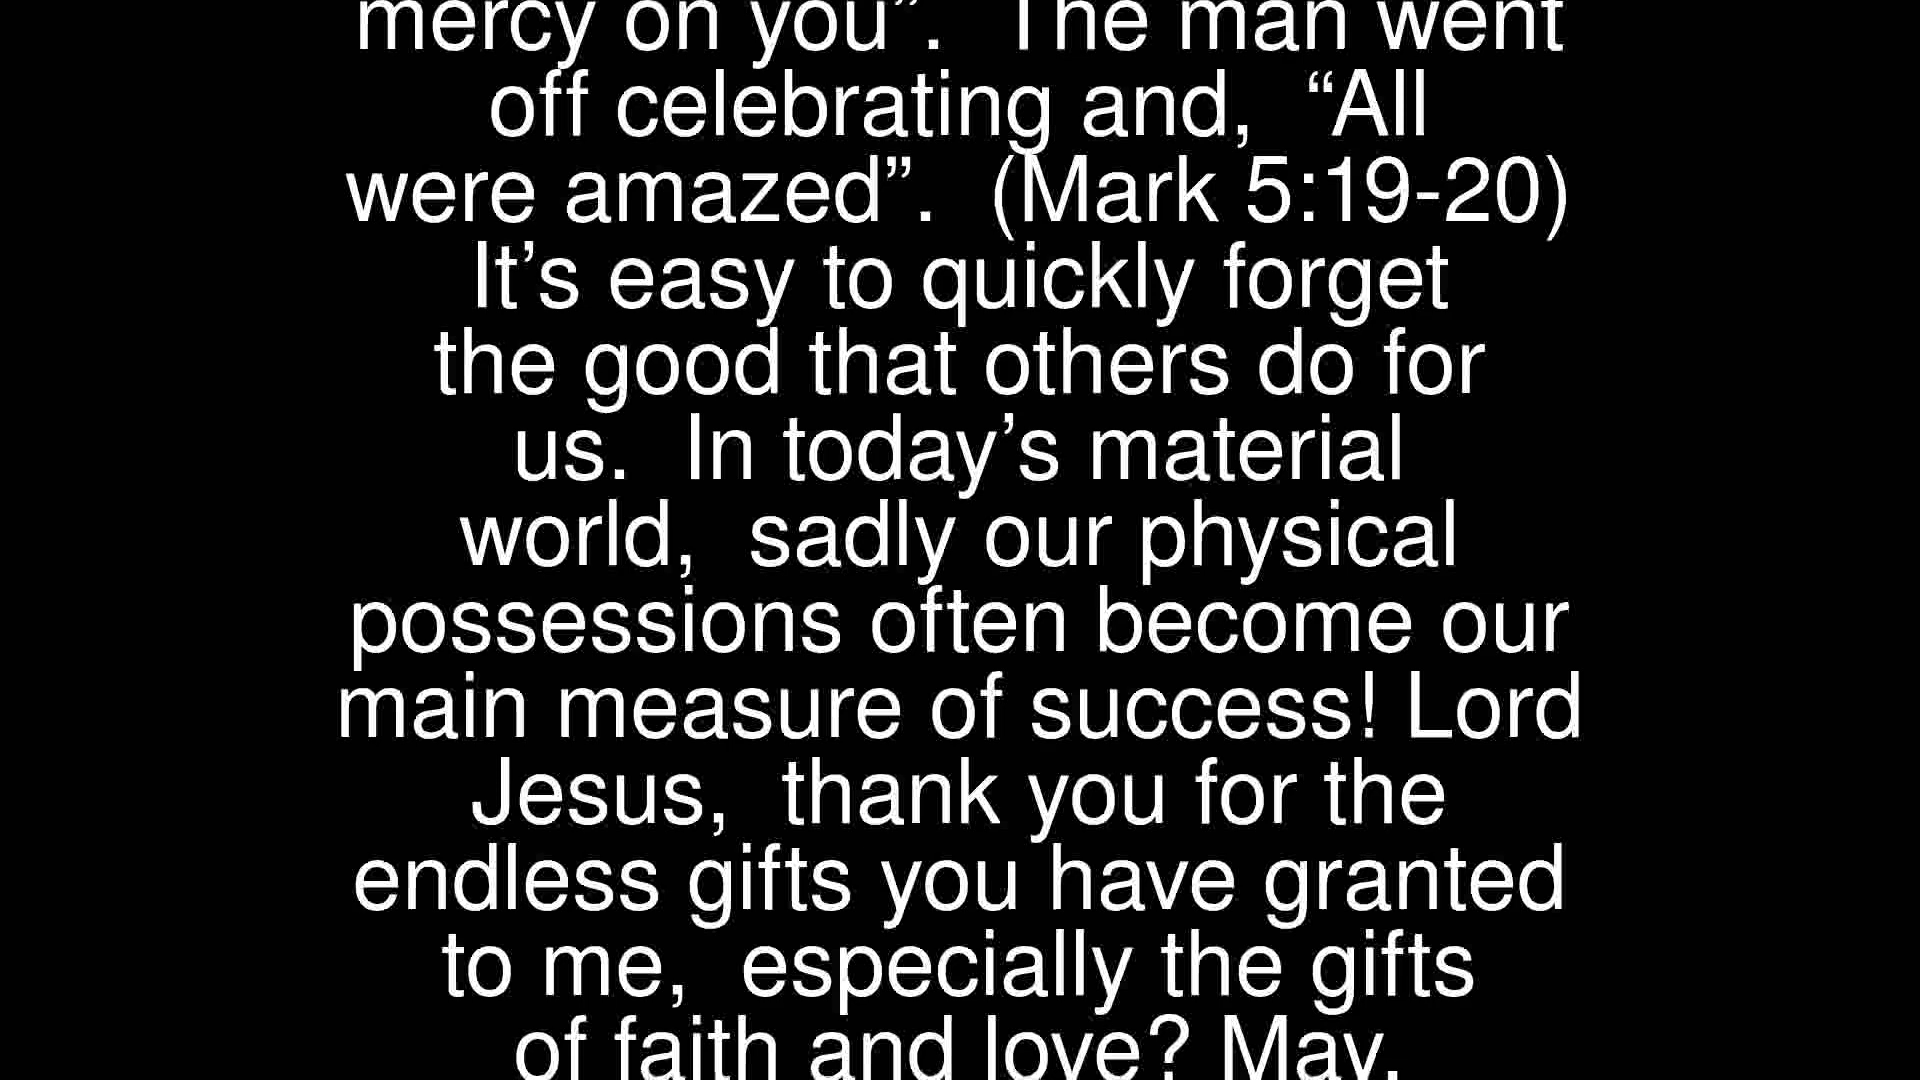 mercy on you”.  The man went
off celebrating and,  “All
were amazed”.  (Mark 5:19-20)
It’s easy to quickly forget
the good that others do for
us.  In today’s material
world,  sadly our physical
possessions often become our
main measure of success! Lord
Jesus,  thank you for the
endless gifts you have granted
to me,  especially the gifts
of faith and love? May,